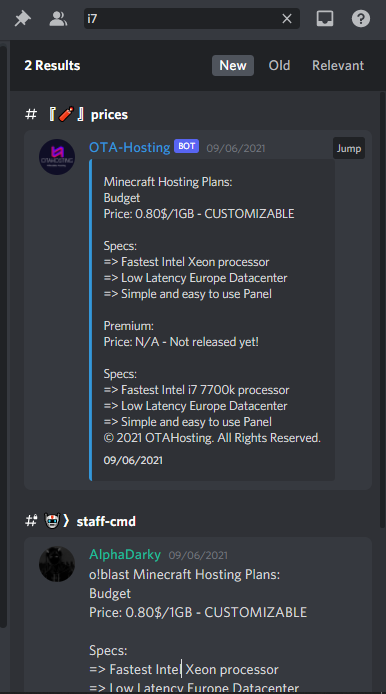 i7
2 Results
New
Old
Relevant
# 『🧨』prices
OTA-Hosting BOT 09/06/2021
Jump
OTAHOSTING
Minecraft Hosting Plans:
Budget
Price: 0.80$/1GB - CUSTOMIZABLE
Specs:
=> Fastest Intel Xeon processor
=> Low Latency Europe Datacenter
=> Simple and easy to use Panel
Premium:
Price: N/A - Not released yet!
Specs:
=> Fastest Intel i7 7700k processor
=> Low Latency Europe Datacenter
=> Simple and easy to use Panel
© 2021 OTAHosting. All Rights Reserved.
09/06/2021
# 》staff-cmd
AlphaDarky 09/06/2021
o!blast Minecraft Hosting Plans:
Budget
Price: 0.80$/1GB - CUSTOMIZABLE
Specs:
=> Fastest Intel Xeon processor
=> Low Latency Europe Datacenter